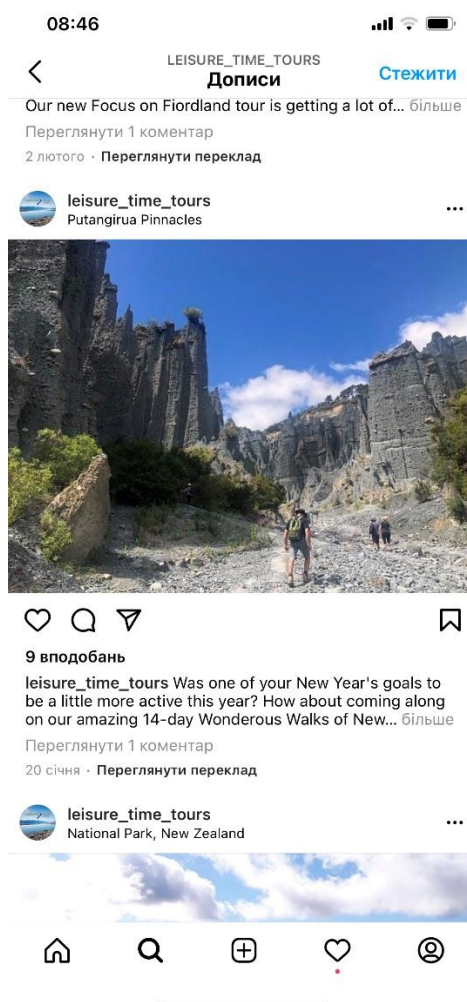 08:46
LEISURE_TIME_TOURS
Дописи
Стежити
Our new Focus on Fiordland tour is getting a lot of... більше
Переглянути 1 коментар
2 лютого · Переглянути переклад
leisure_time_tours
Putangirua Pinnacles
9 вподобань
leisure_time_tours Was one of your New Year's goals to
be a little more active this year? How about coming along
on our amazing 14-day Wonderous Walks of New... більше
Переглянути 1 коментар
20 січня · Переглянути переклад
leisure_time_tours
National Park, New Zealand